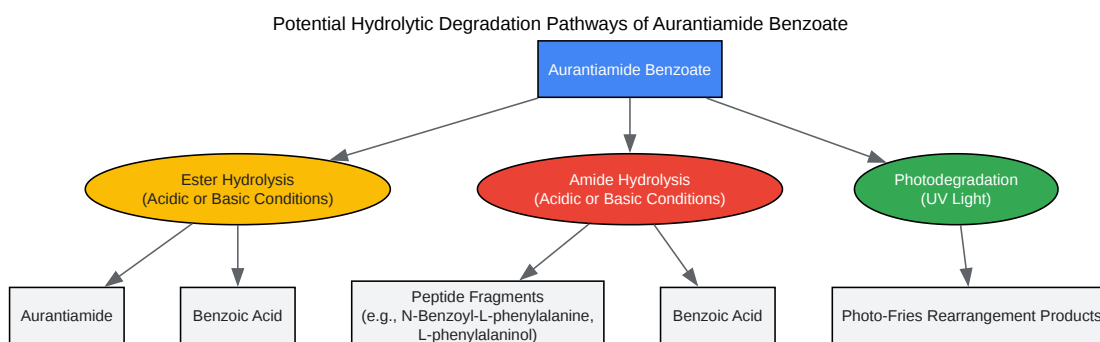 Potential Hydrolytic Degradation Pathways of Aurantiamide Benzoate
Aurantiamide Benzoate
Ester Hydrolysis
(Acidic or Basic Conditions)
Amide Hydrolysis
(Acidic or Basic Conditions)
Photodegradation
(UV Light)
Aurantiamide
Benzoic Acid
Peptide Fragments
(e.g., N-Benzoyl-L-phenylalanine,
L-phenylalaninol)
Benzoic Acid
Photo-Fries Rearrangement Products